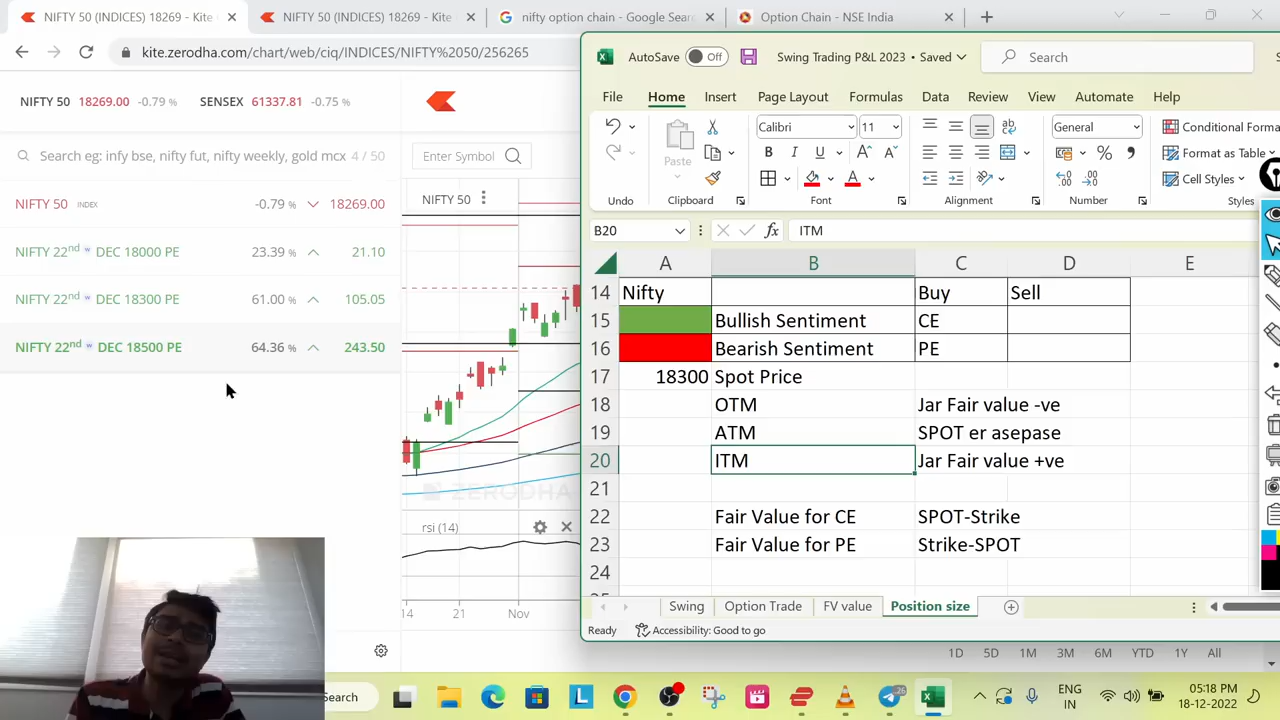 NIFTY 50 (INDICES) 18269 - Kite
NIFTY 50 (INDICES) 18269 - Kite
nifty option chain - Google Sear
Option Chain - NSE India
kite.zerodha.com/chart/web/ciq/INDICES/NIFTY%2050/256265
NIFTY 50 18269.00 -0.79 % SENSEX 61337.81 -0.75 %
Search eg: infy bse, nifty fut, nifty 4 / 50
Enter Symbol
NIFTY 50 INDEX -0.79 % 18269.00
NIFTY 22nd w DEC 18000 PE 23.39 % 21.10
NIFTY 22nd w DEC 18300 PE 61.00 % 105.05
NIFTY 22nd w DEC 18500 PE 64.36 % 243.50
NIFTY 50
ZERODHA
rsi (14)
14 21 Nov
AutoSave Off Swing Trading P&L 2023 • Saved Search
File Home Insert Page Layout Formulas Data Review View Automate Help
Paste Calibri 11 General Conditional Forma
B I U A A ab Format as Table
Cell Styles
Undo Clipboard Font Alignment Number Styles
B20 fx ITM
A B C D E
14 Nifty Buy Sell
15 Bullish Sentiment CE
16 Bearish Sentiment PE
17 18300 Spot Price
18 OTM Jar Fair value -ve
19 ATM SPOT er asepase
20 ITM Jar Fair value +ve
21
22 Fair Value for CE SPOT-Strike
23 Fair Value for PE Strike-SPOT
24
Swing Option Trade FV value Position size
Ready Accessibility: Good to go
1D 5D 1M 3M 6M YTD 1Y All
Search
26
ENG
IN
05:18 PM
18-12-2022